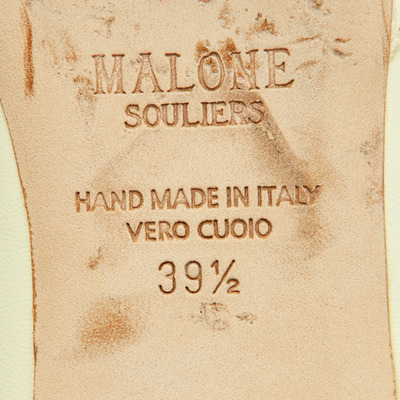 MALONE
SOULIERS
HAND MADE IN ITALY
VERO CUOIO
39½